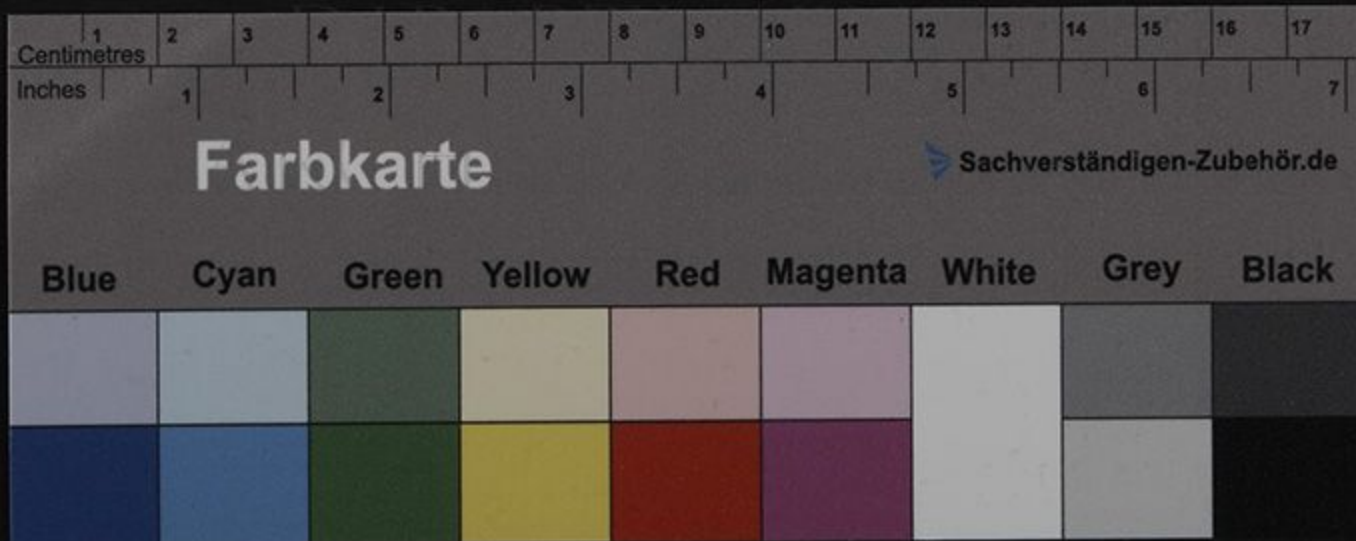 1 2 3 4 5 6 7 8 9 10 11 12 13 14 15 16 17
Centimetres
Inches 1 2 3 4 5 6 7
Farbkarte
Sachverständigen-Zubehör.de
Blue Cyan Green Yellow Red Magenta White Grey Black